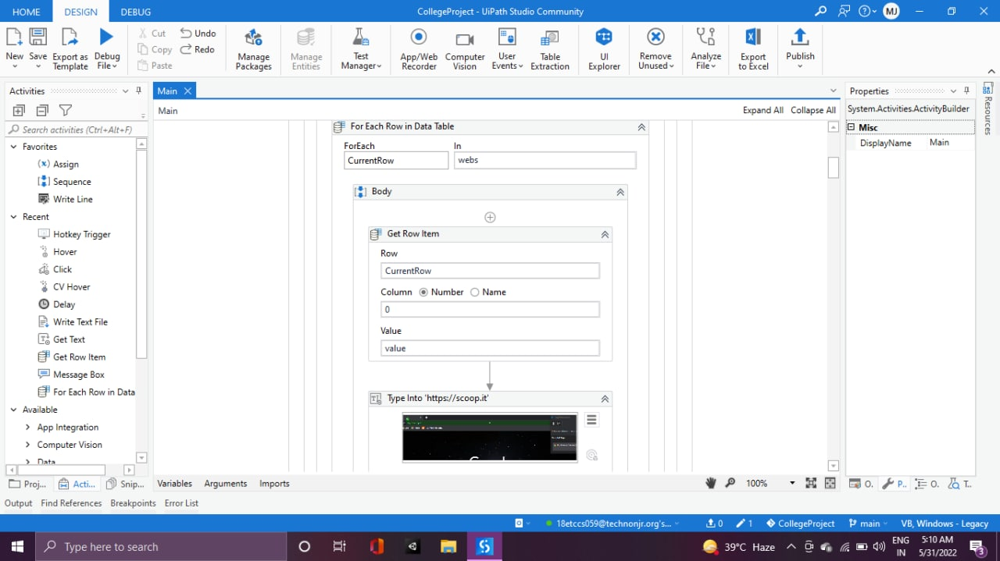 HOME DESIGN DEBUG CollegeProject - UiPath Studio Community MJ
New Save Export as Template Debug File Cut Copy Paste Undo Redo Manage Packages Manage Entities Test Manager App/Web Recorder Computer Vision User Events Table Extraction UI Explorer Remove Unused Analyze File Export to Excel Publish
Activities
Search activities (Ctrl+Alt+F)
Favorites
Assign
Sequence
Write Line
Recent
Hotkey Trigger
Hover
Click
CV Hover
Delay
Write Text File
Get Text
Get Row Item
Message Box
For Each Row in Data
Available
App Integration
Computer Vision
Data
Proj... Acti... Snip...
Main
Main Expand All Collapse All
For Each Row in Data Table
ForEach In
CurrentRow webs
Body
Get Row Item
Row
CurrentRow
Column Number Name
0
Value
value
Type Into 'https://scoop.it'
Variables Arguments Imports 100%
Properties
System.Activities.ActivityBuilder
Misc
DisplayName Main
Resources
O. P.. O. T..
Output Find References Breakpoints Error List
18etccs059@technonjr.org's... 0 1 CollegeProject main VB, Windows - Legacy
Type here to search 39°C Haze ENG IN 5:10 AM 5/31/2022 3